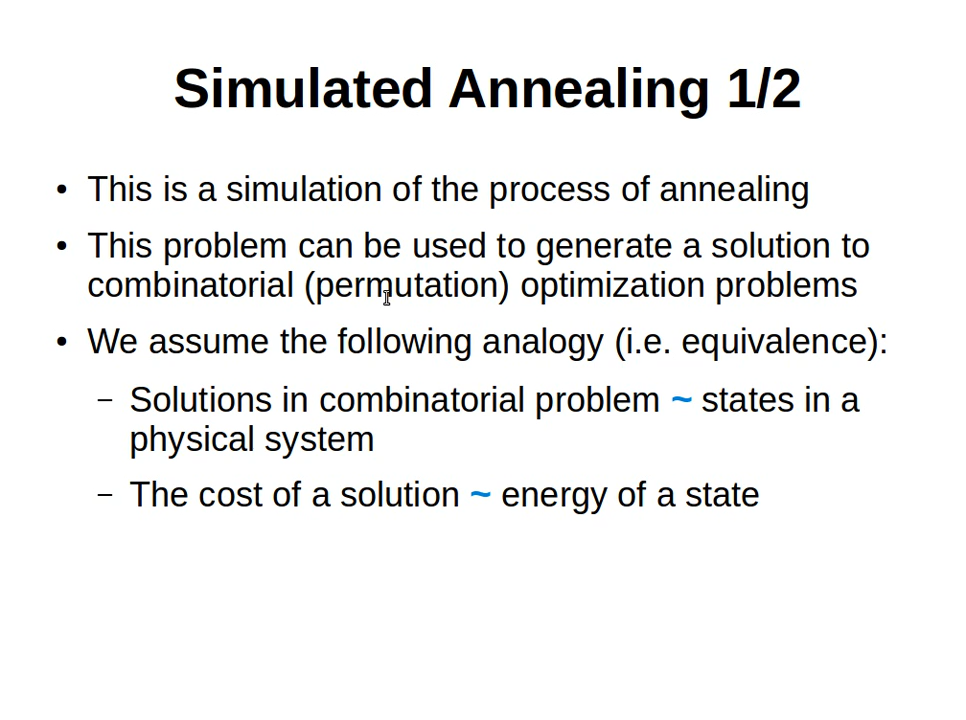 Simulated Annealing 1/2
• This is a simulation of the process of annealing
• This problem can be used to generate a solution to
combinatorial (permutation) optimization problems
• We assume the following analogy (i.e. equivalence):
– Solutions in combinatorial problem ~ states in a
physical system
– The cost of a solution ~ energy of a state